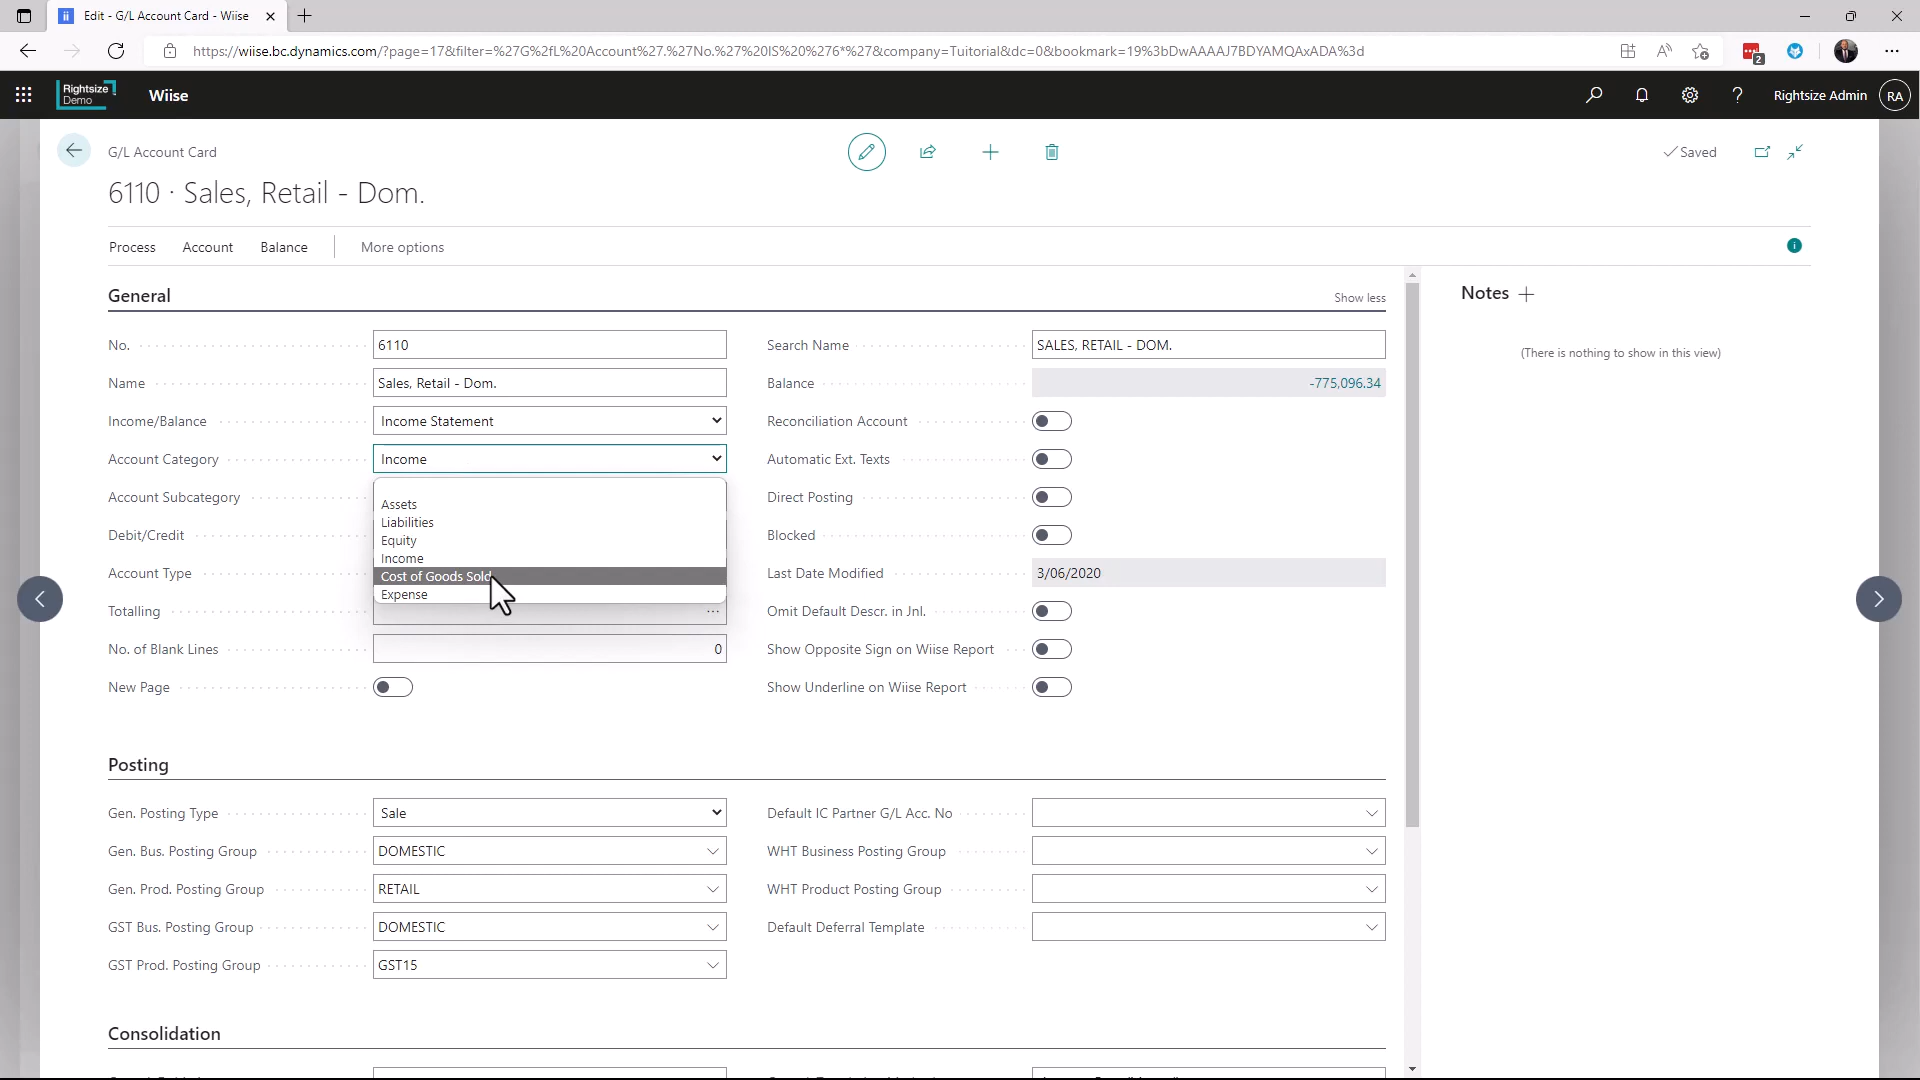 Edit - G/L Account Card - Wiise
https://wiise.bc.dynamics.com/?page=17&filter=%27G%2fL%20Account%27.%27No.%27%20IS%20%276*%27&company=Tuitorial&dc=0&bookmark=19%3bDwAAAAJ7BDYAMQAxADA%3d
2
Rightsize
Demo
Wiise
?
Rightsize Admin
RA
G/L Account Card
Saved
6110 · Sales, Retail - Dom.
Process
Account
Balance
More options
General
Show less
No.
6110
Name
Sales, Retail - Dom.
Income/Balance
Income Statement
Account Category
Income
Account Subcategory
Assets
Liabilities
Equity
Income
Cost of Goods Sold
Expense
Debit/Credit
Account Type
Totalling
...
No. of Blank Lines
0
New Page
Search Name
SALES, RETAIL - DOM.
Balance
-775,096.34
Reconciliation Account
Automatic Ext. Texts
Direct Posting
Blocked
Last Date Modified
3/06/2020
Omit Default Descr. in Jnl.
Show Opposite Sign on Wiise Report
Show Underline on Wiise Report
Notes
(There is nothing to show in this view)
Posting
Gen. Posting Type
Sale
Gen. Bus. Posting Group
DOMESTIC
Gen. Prod. Posting Group
RETAIL
GST Bus. Posting Group
DOMESTIC
GST Prod. Posting Group
GST15
Default IC Partner G/L Acc. No
WHT Business Posting Group
WHT Product Posting Group
Default Deferral Template
Consolidation